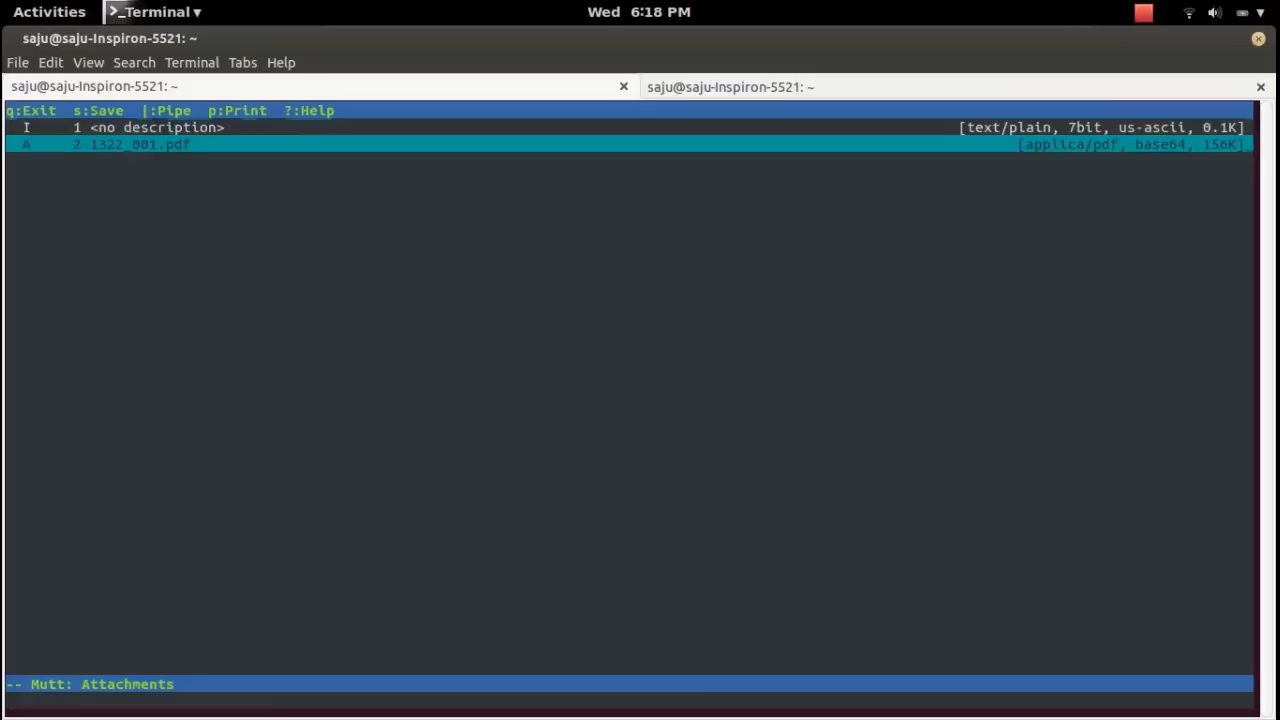 Activities >_Terminal ▾ Wed 6:18 PM
saju@saju-Inspiron-5521: ~
File Edit View Search Terminal Tabs Help
saju@saju-Inspiron-5521: ~ × saju@saju-Inspiron-5521: ~ ×
q:Exit s:Save |:Pipe p:Print ?:Help
I 1 <no description> [text/plain, 7bit, us-ascii, 0.1K]
A 2 1322_001.pdf [applica/pdf, base64, 156K]
-- Mutt: Attachments